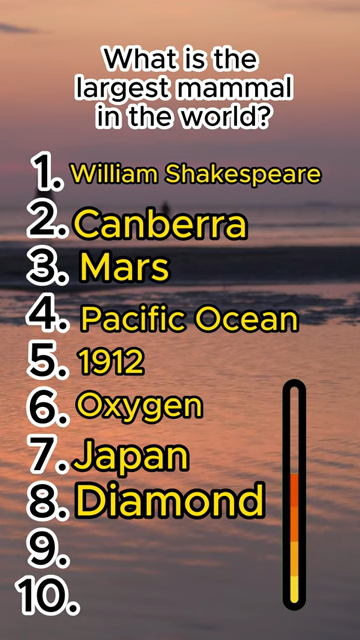 What is the
largest mammal
in the world?
1. William Shakespeare
2. Canberra
3. Mars
4. Pacific Ocean
5. 1912
6. Oxygen
7. Japan
8. Diamond
9.
10.